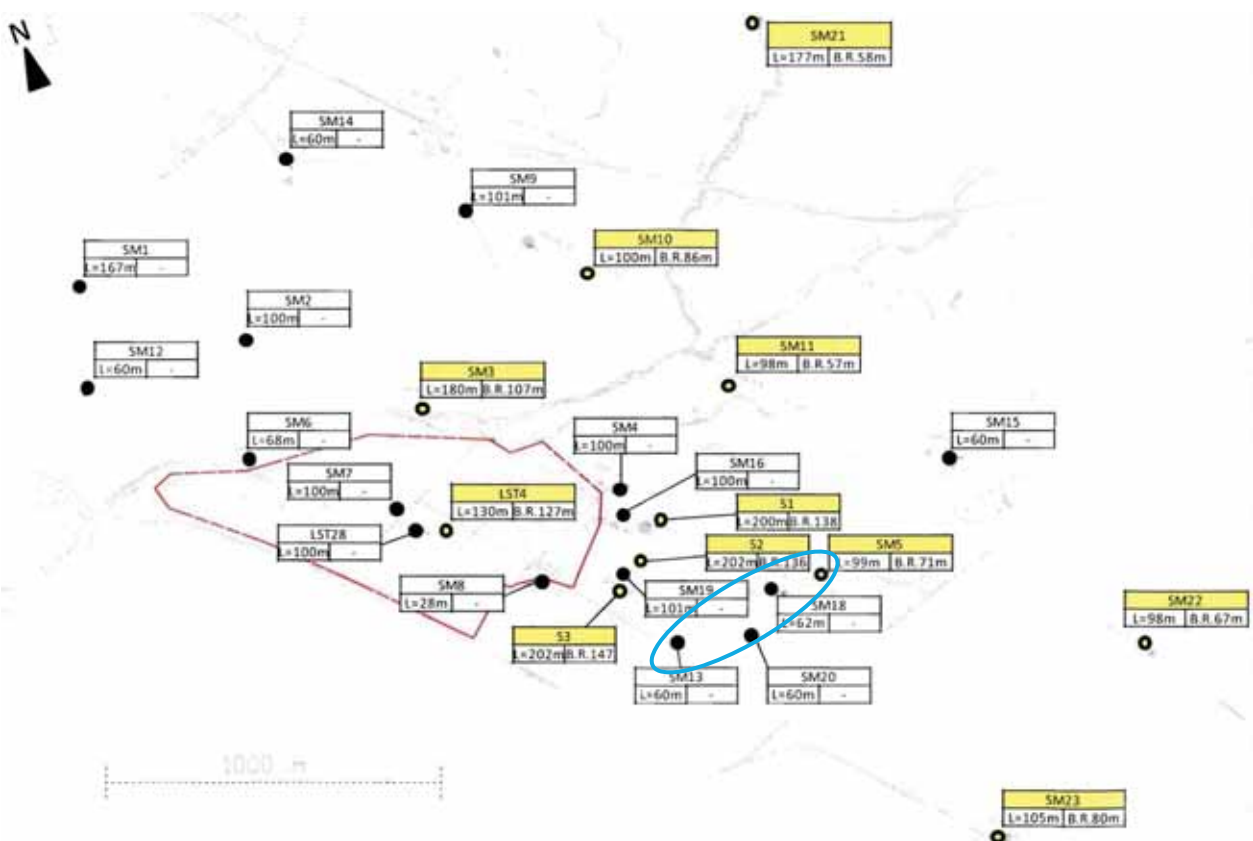 N
SM21
L=177m B.R.58m
SM14
L=60m -
SM9
L=101m -
SM10
L=100m B.R.86m
SM1
L=167m -
SM2
L=100m -
SM12
L=60m -
SM11
L=98m B.R.57m
SM3
L=180m B.R.107m
SM6
L=68m -
SM4
L=100m -
SM15
L=60m -
SM7
L=100m -
SM16
L=100m -
LST4
L=130m B.R.127m
S1
L=200m B.R.138
LST28
L=100m -
S2
L=202m B.R.136
SM5
L=99m B.R.71m
SM8
L=28m -
SM19
L=101m -
SM18
L=62m -
SM22
L=98m B.R.67m
S3
L=202m B.R.147
SM13
L=60m -
SM20
L=60m -
1000 m
SM23
L=105m B.R.80m